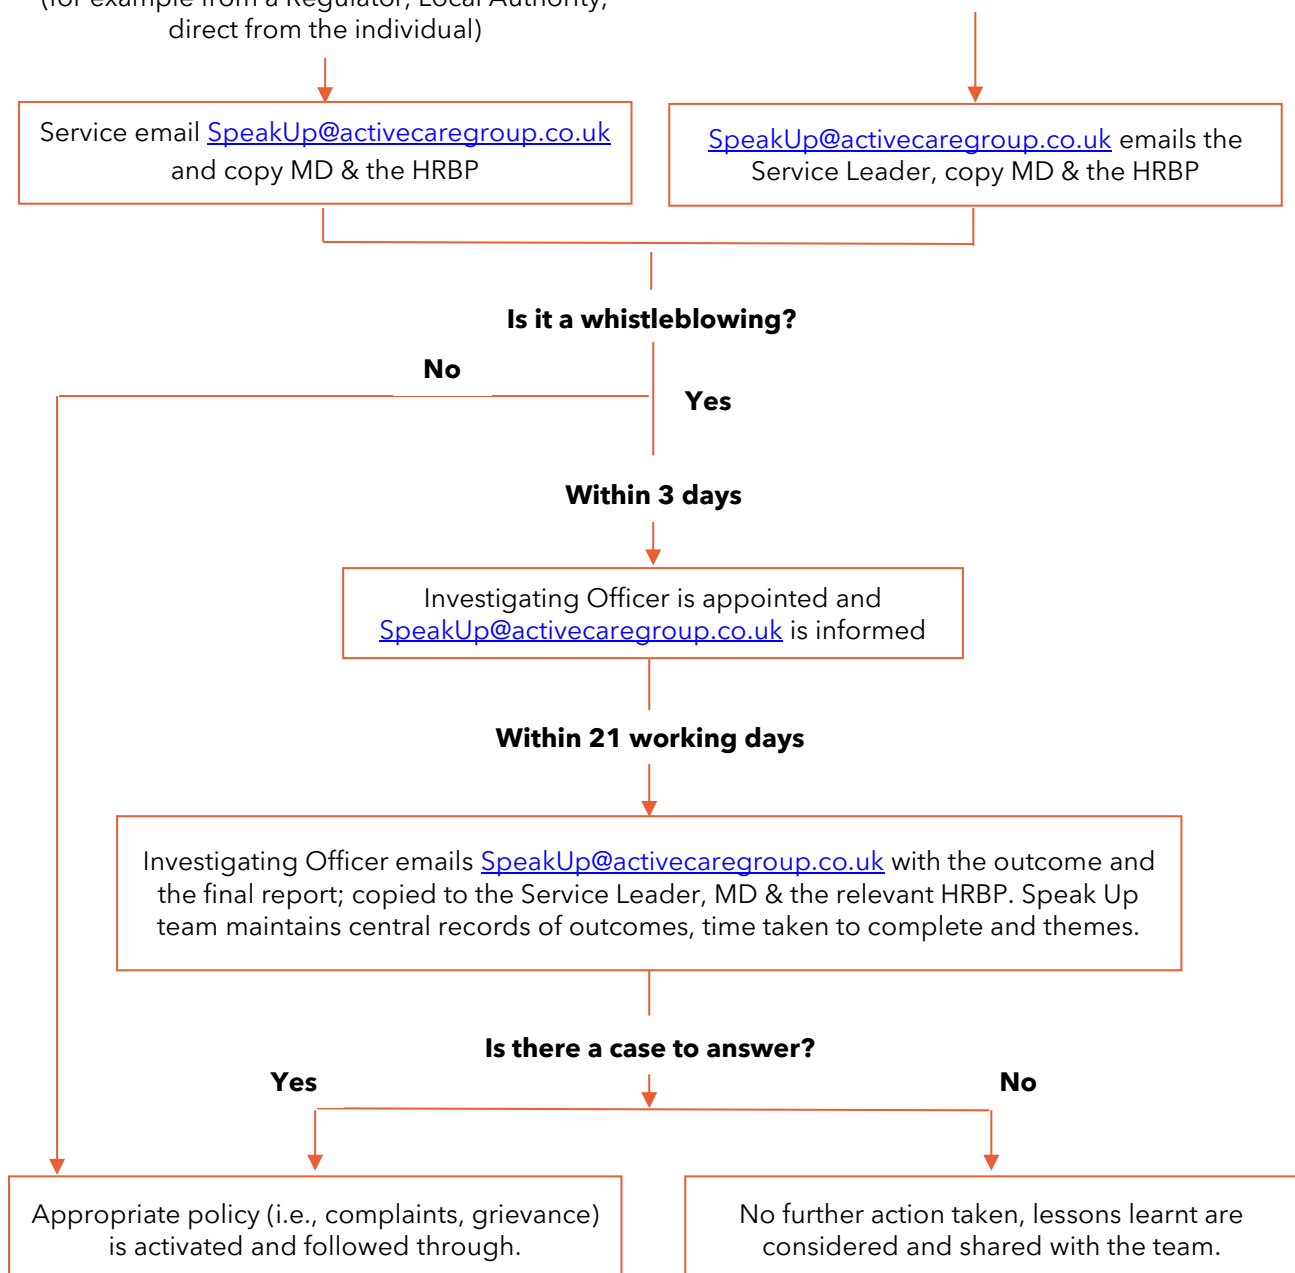 (for example from a Regulator, Local Authority,
direct from the individual)
Service email SpeakUp@activecaregroup.co.uk
and copy MD & the HRBP
SpeakUp@activecaregroup.co.uk emails the
Service Leader, copy MD & the HRBP
Is it a whistleblowing?
No
Yes
Within 3 days
Investigating Officer is appointed and
SpeakUp@activecaregroup.co.uk is informed
Within 21 working days
Investigating Officer emails SpeakUp@activecaregroup.co.uk with the outcome and
the final report; copied to the Service Leader, MD & the relevant HRBP. Speak Up
team maintains central records of outcomes, time taken to complete and themes.
Is there a case to answer?
Yes
No
Appropriate policy (i.e., complaints, grievance)
is activated and followed through.
No further action taken, lessons learnt are
considered and shared with the team.